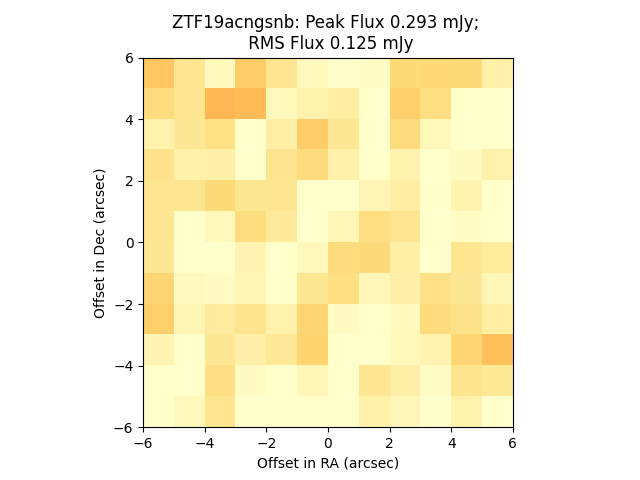 ZTF19acngsnb: Peak Flux 0.293 mJy;
RMS Flux 0.125 mJy
6
4
2
0
−2
−4
−6
Offset in Dec (arcsec)
−6 −4 −2 0 2 4 6
Offset in RA (arcsec)